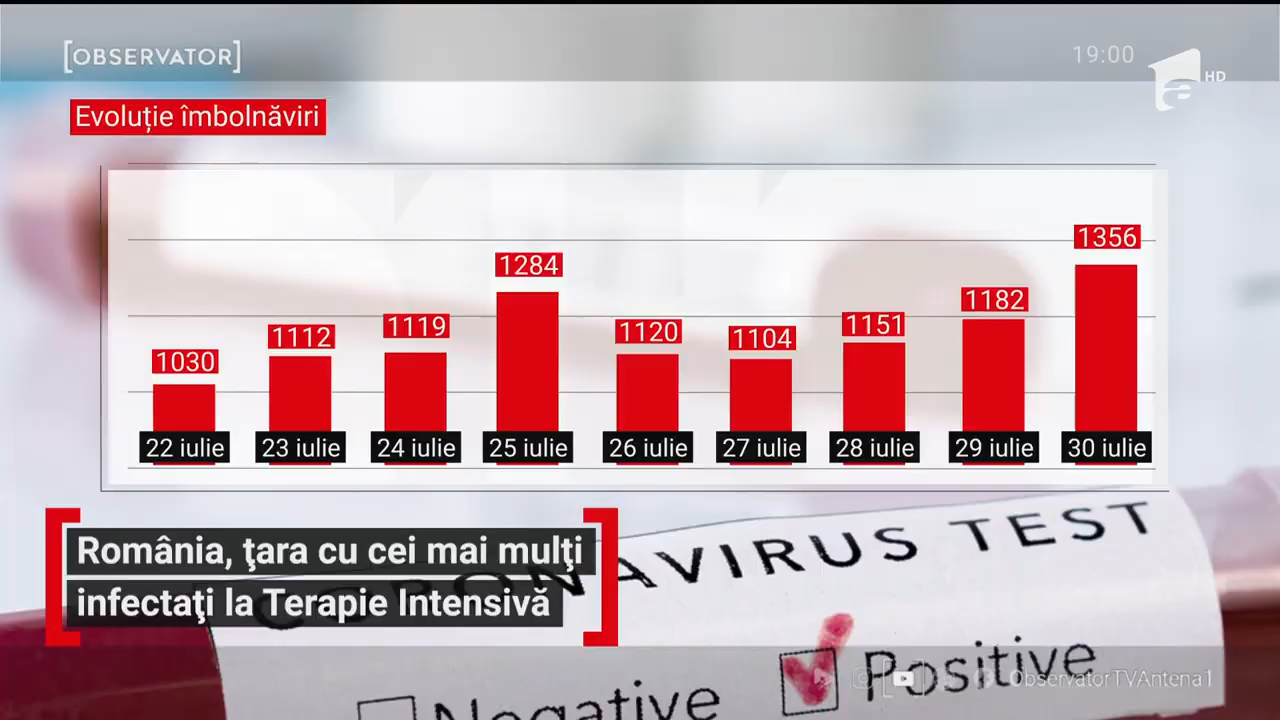 [OBSERVATOR]
19:00
HD
Evoluție îmbolnăviri
1030
1112
1119
1284
1120
1104
1151
1182
1356
22 iulie
23 iulie
24 iulie
25 iulie
26 iulie
27 iulie
28 iulie
29 iulie
30 iulie
România, ţara cu cei mai mulţi
infectaţi la Terapie Intensivă
CORONAVIRUS TEST
Negative
Positive
ObservatorTVAntena1